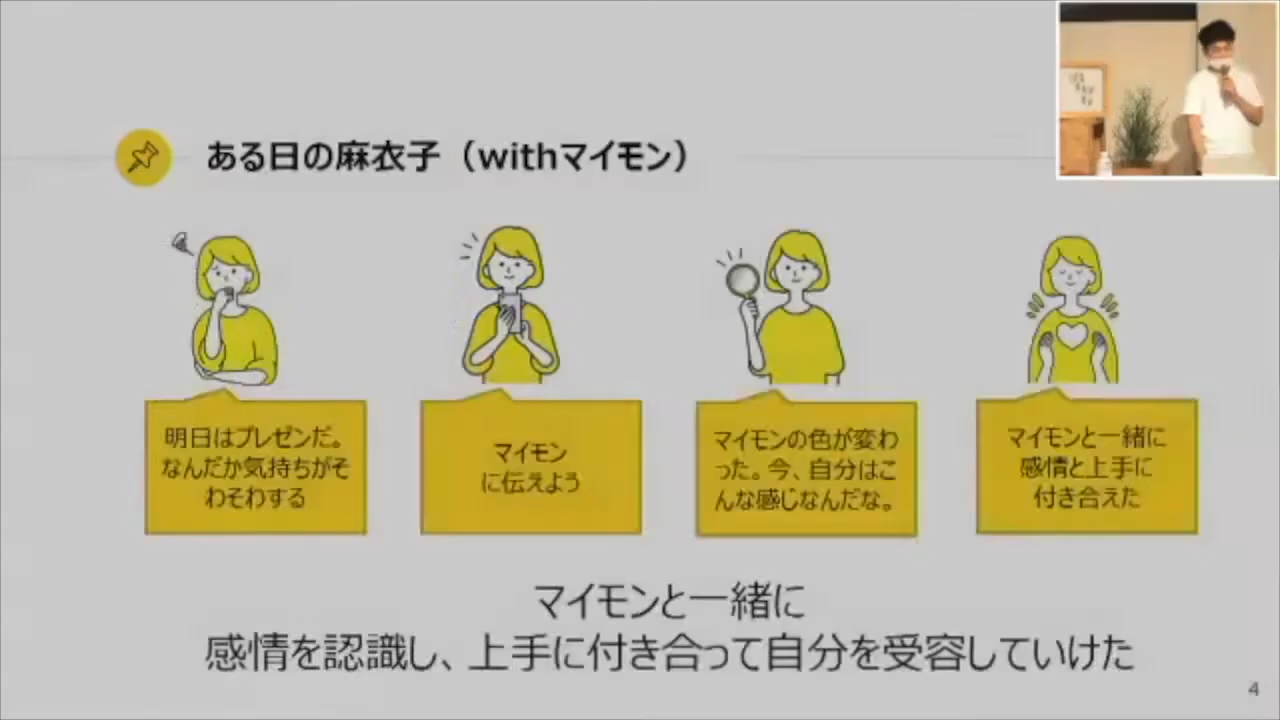 ある日の麻衣子（withマイモン）
明日はプレゼンだ。
なんだか気持ちがそ
わそわする
マイモン
に伝えよう
マイモンの色が変わ
った。今、自分はこ
んな感じなんだな。
マイモンと一緒に
感情と上手に
付き合えた
マイモンと一緒に
感情を認識し、上手に付き合って自分を受容していけた
4